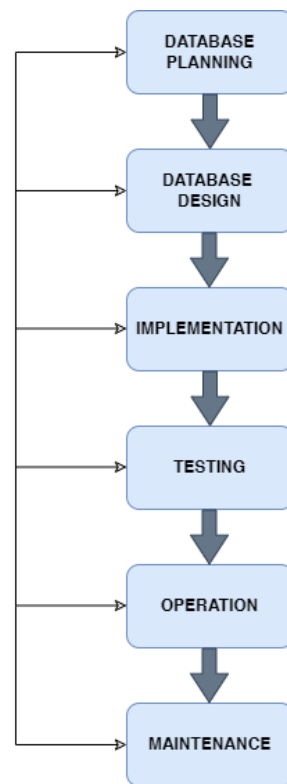 DATABASE
PLANNING
DATABASE
DESIGN
IMPLEMENTATION
TESTING
OPERATION
MAINTENANCE